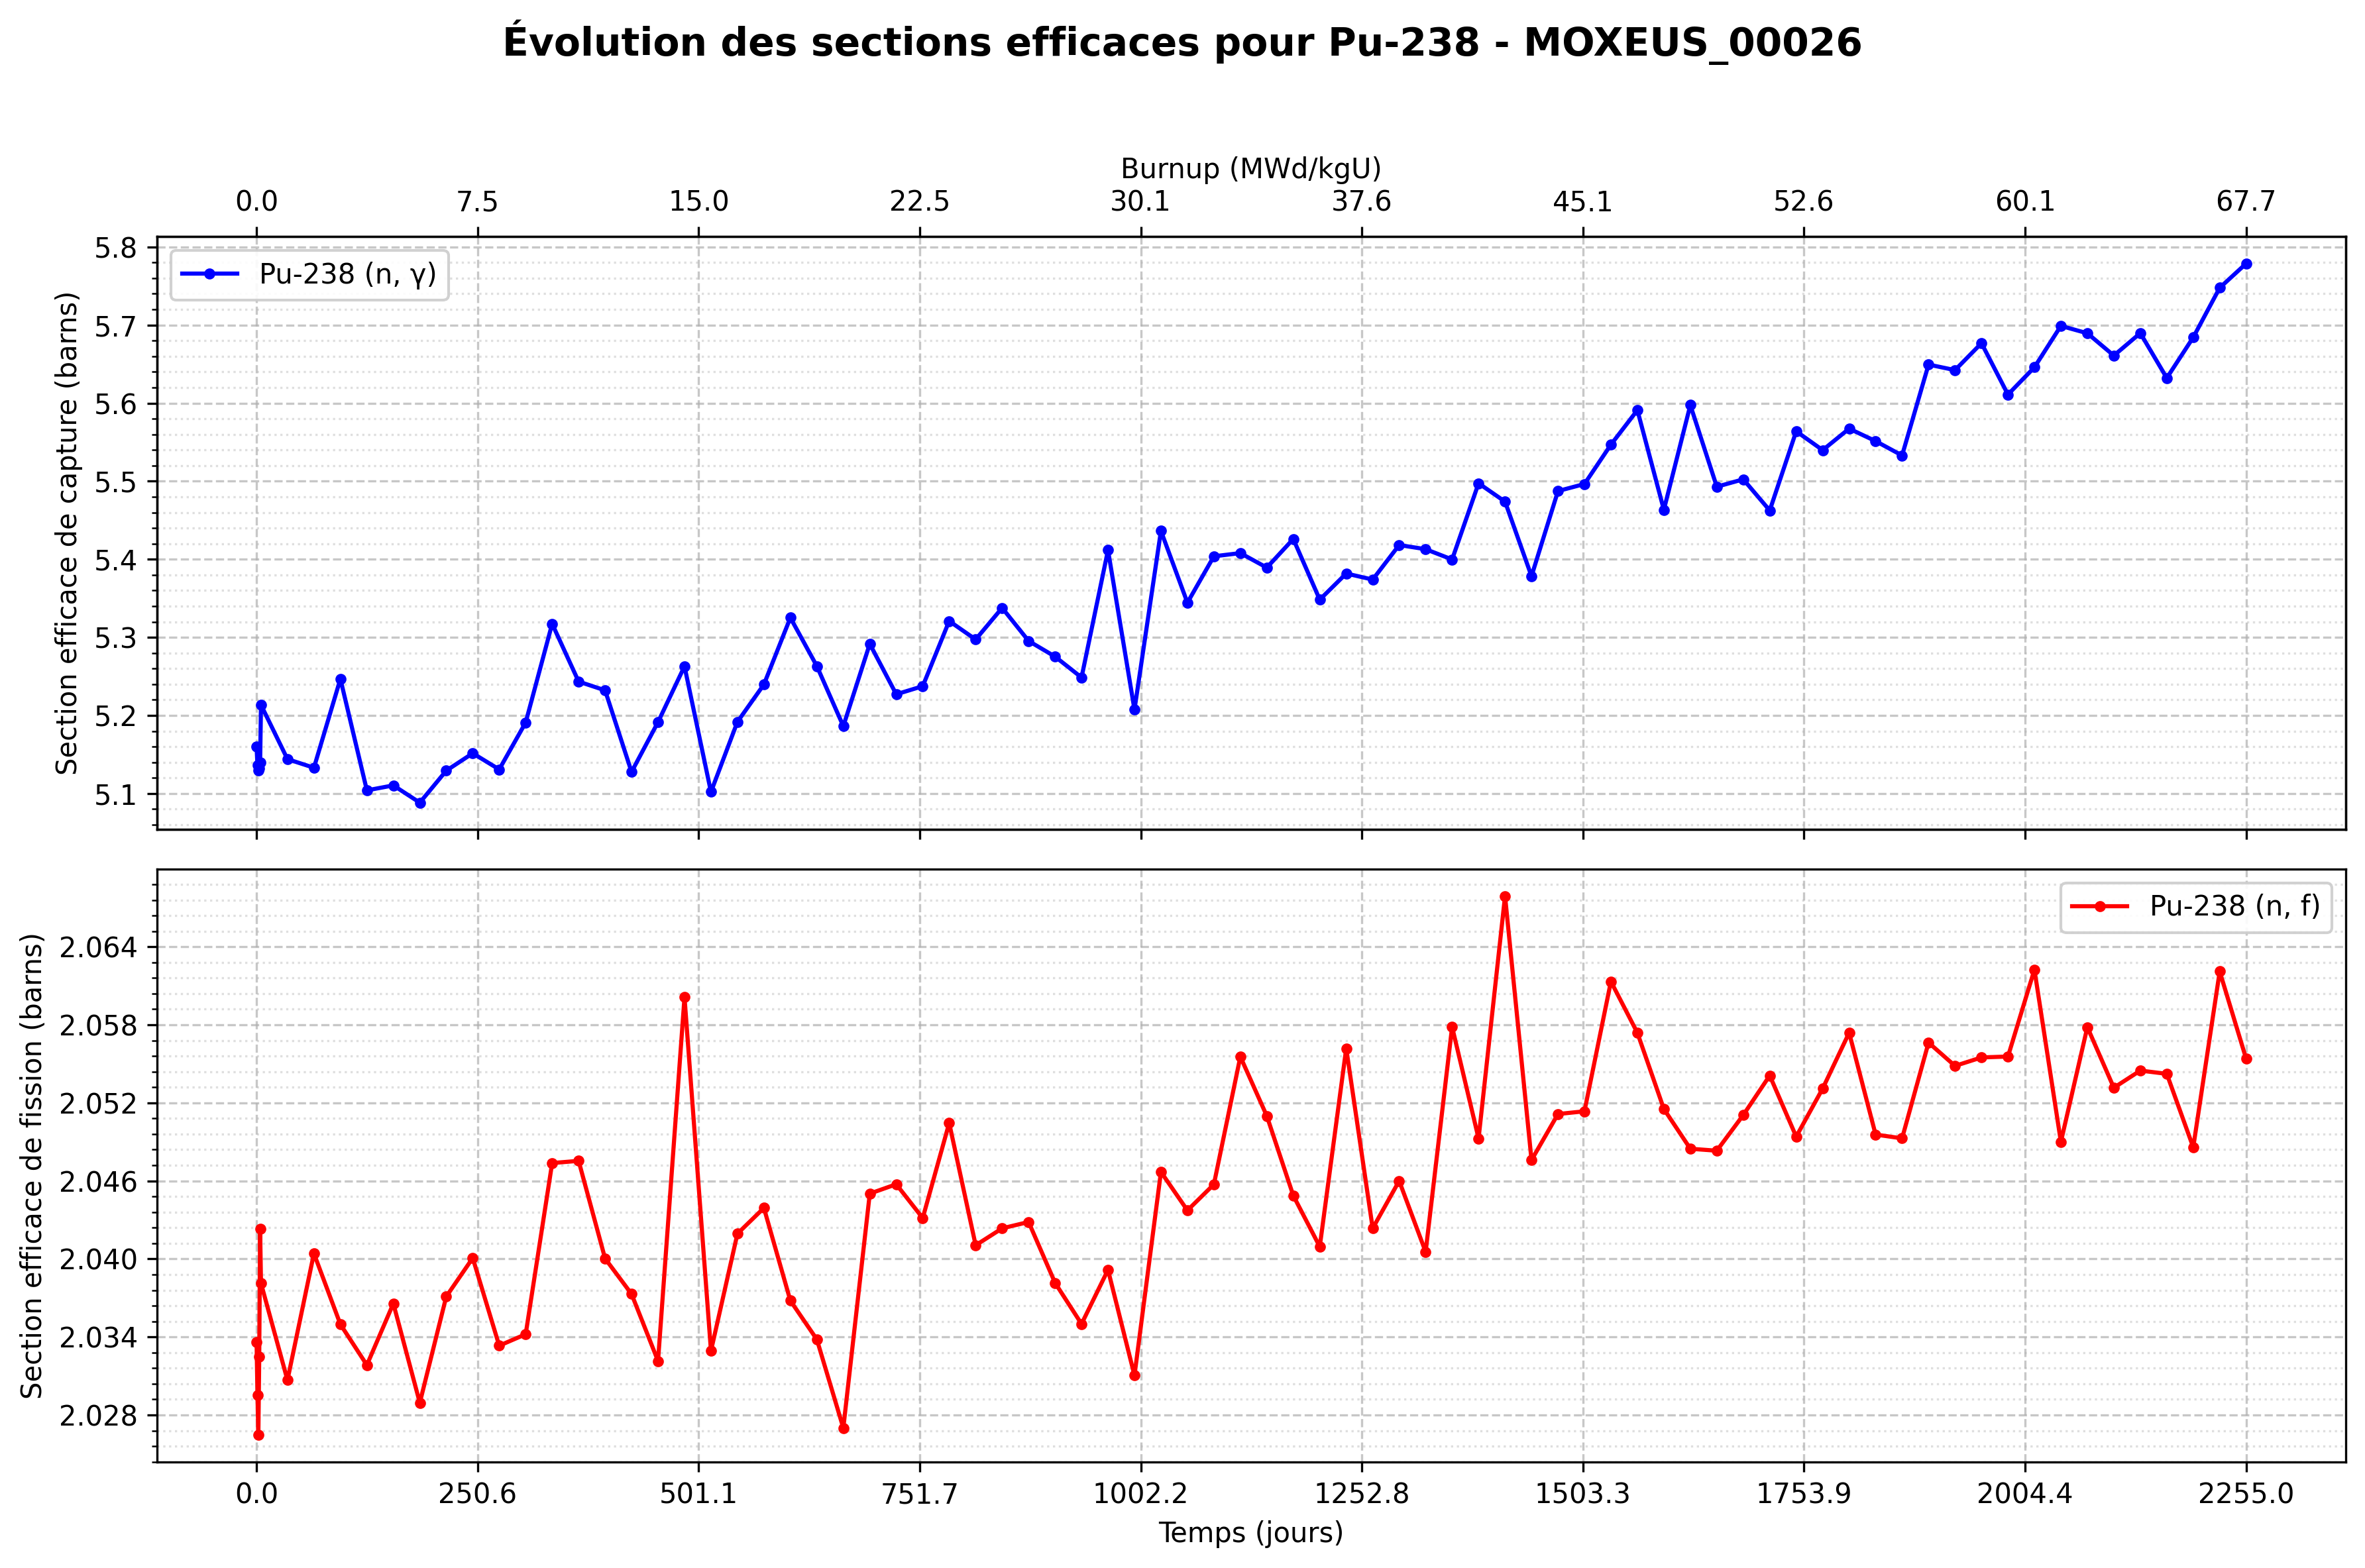 Évolution des sections efficaces pour Pu-238 - MOXEUS_00026
Burnup (MWd/kgU)
0.0 7.5 15.0 22.5 30.1 37.6 45.1 52.6 60.1 67.7
Section efficace de capture (barns)
5.8
5.7
5.6
5.5
5.4
5.3
5.2
5.1
Pu-238 (n, γ)
Section efficace de fission (barns)
2.064
2.058
2.052
2.046
2.040
2.034
2.028
Pu-238 (n, f)
0.0 250.6 501.1 751.7 1002.2 1252.8 1503.3 1753.9 2004.4 2255.0
Temps (jours)